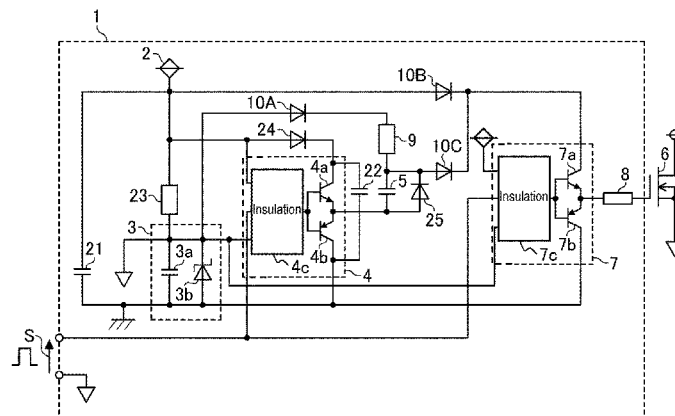 1
2
10B
10A
24
9
10C
7a
6
4a
22
5
8
23
Insulation
25
Insulation
3
3a
21
4b
7b
3b
4c
4
7c
7
S